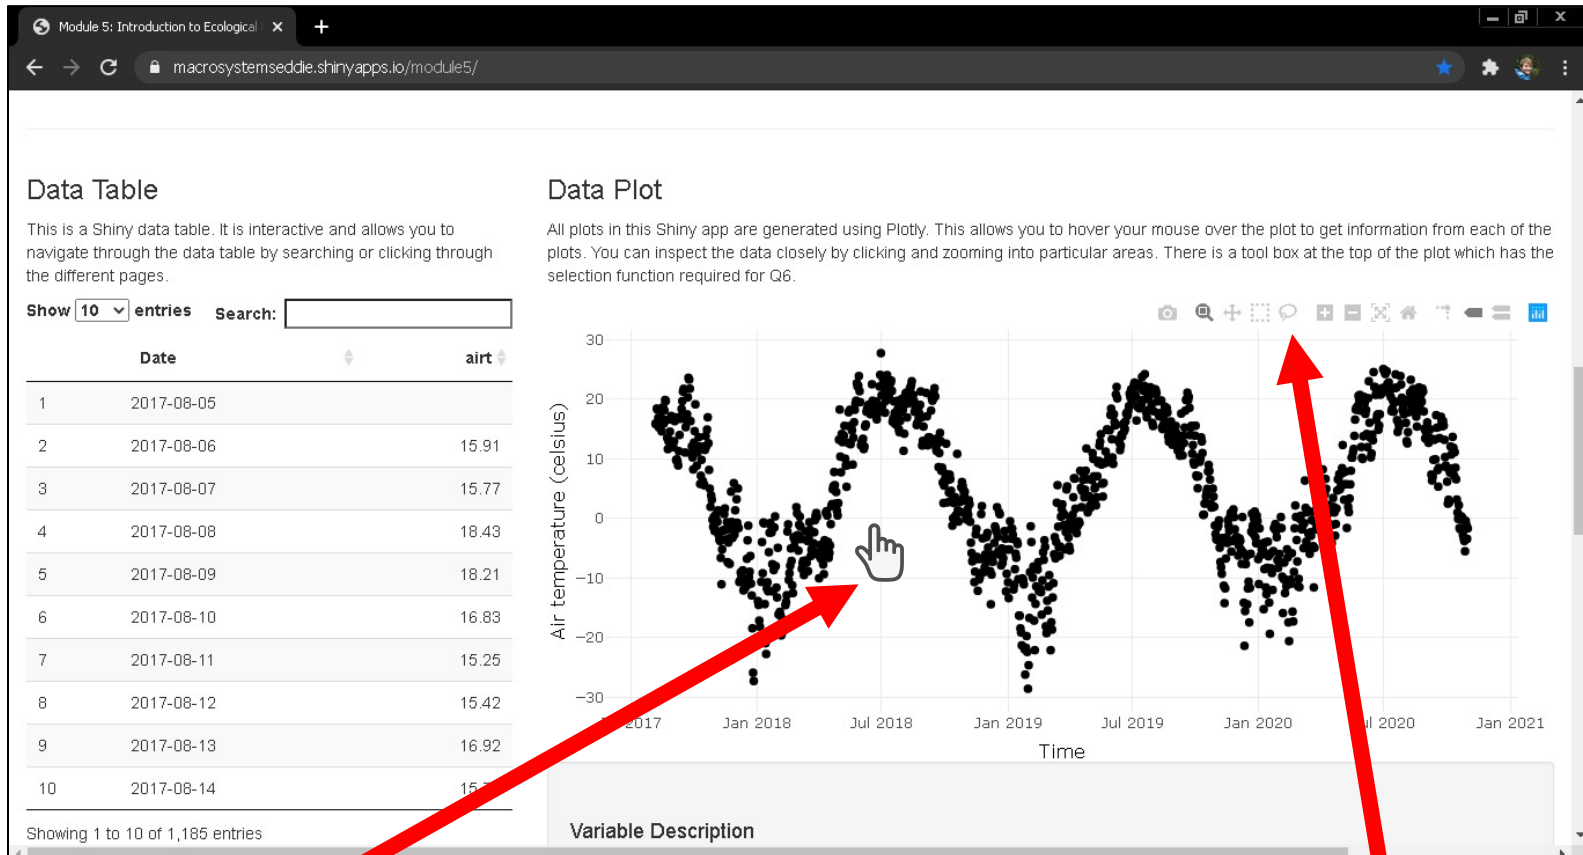 Module 5: Introduction to Ecological
macrosystemseddie.shinyapps.io/module5/
Data Table
This is a Shiny data table. It is interactive and allows you to
navigate through the data table by searching or clicking through
the different pages.
Show 10 entries Search:
Date airt
1 2017-08-05
2 2017-08-06 15.91
3 2017-08-07 15.77
4 2017-08-08 18.43
5 2017-08-09 18.21
6 2017-08-10 16.83
7 2017-08-11 15.25
8 2017-08-12 15.42
9 2017-08-13 16.92
10 2017-08-14
Showing 1 to 10 of 1,185 entries
Data Plot
All plots in this Shiny app are generated using Plotly. This allows you to hover your mouse over the plot to get information from each of the
plots. You can inspect the data closely by clicking and zooming into particular areas. There is a tool box at the top of the plot which has the
selection function required for Q6.
30
20
10
0
−10
−20
−30
Air temperature (celsius)
2017 Jan 2018 Jul 2018 Jan 2019 Jul 2019 Jan 2020 2020 Jan 2021
Time
Variable Description